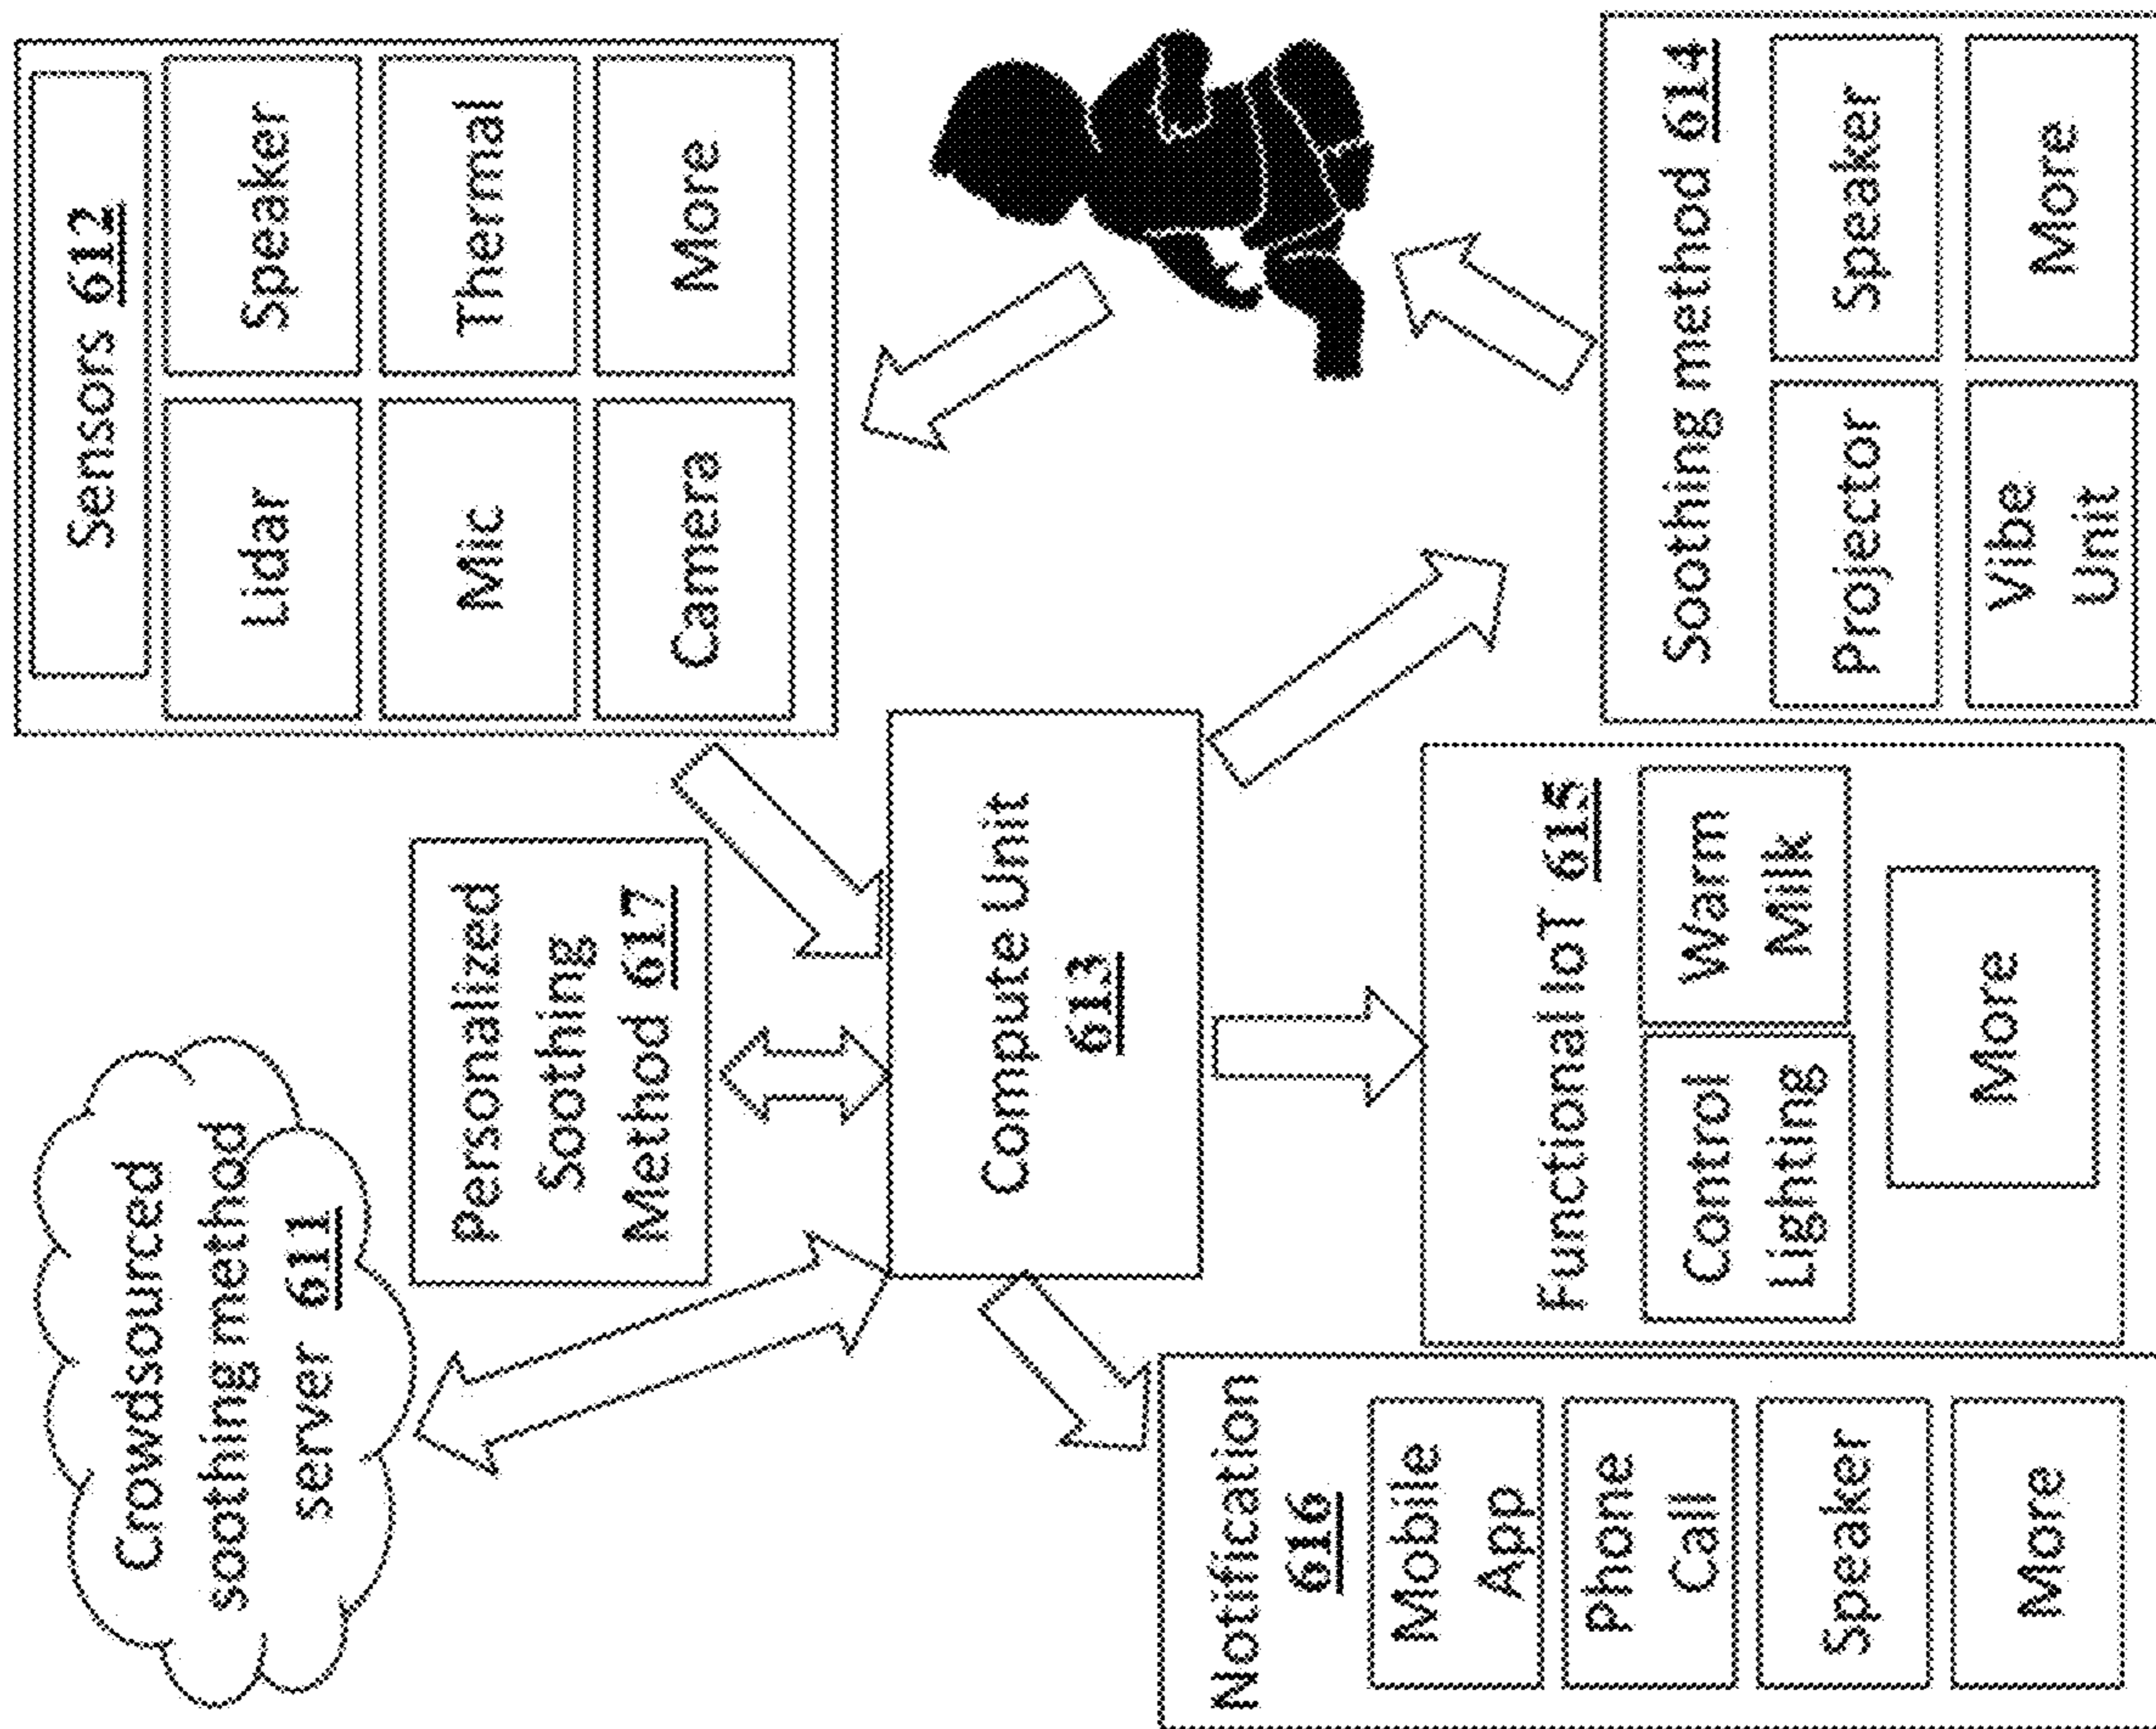 Crowdsourced
soothing method
server 611
Personalized
Soothing
Method 617
Sensors 612
Lidar
Speaker
Mic
Thermal
Camera
More
Compute Unit
613
Notification
616
Mobile
App
Phone
Call
Speaker
More
Functional IoT 615
Control
Lighting
Warm
Milk
More
Soothing method 614
Projector
Speaker
Vibe
Unit
More